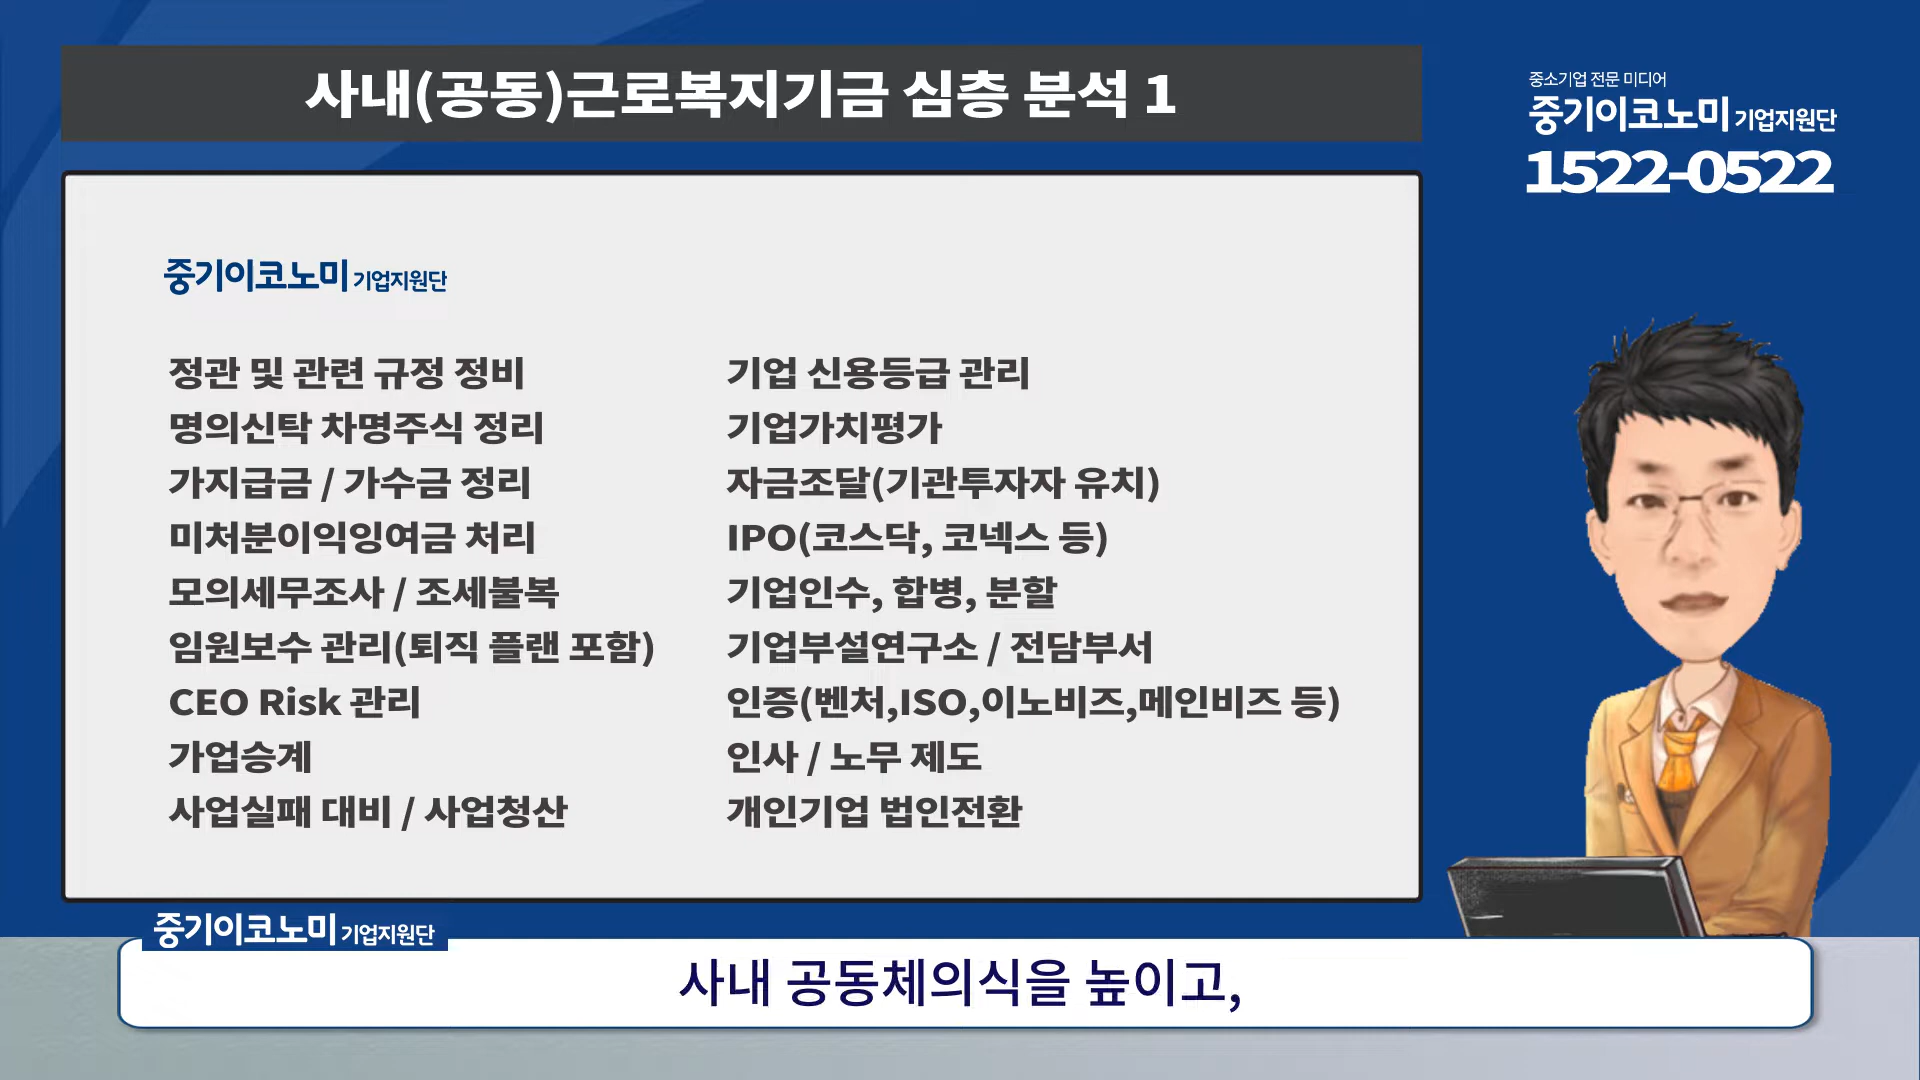 사내(공동)근로복지기금 심층 분석 1
중소기업 전문 미디어
중기이코노미 기업지원단
1522-0522
중기이코노미 기업지원단
정관 및 관련 규정 정비
명의신탁 차명주식 정리
가지급금 / 가수금 정리
미처분이익잉여금 처리
모의세무조사 / 조세불복
임원보수 관리(퇴직 플랜 포함)
CEO Risk 관리
가업승계
사업실패 대비 / 사업청산
기업 신용등급 관리
기업가치평가
자금조달(기관투자자 유치)
IPO(코스닥, 코넥스 등)
기업인수, 합병, 분할
기업부설연구소 / 전담부서
인증(벤처,ISO,이노비즈,메인비즈 등)
인사 / 노무 제도
개인기업 법인전환
중기이코노미 기업지원단
사내 공동체의식을 높이고,